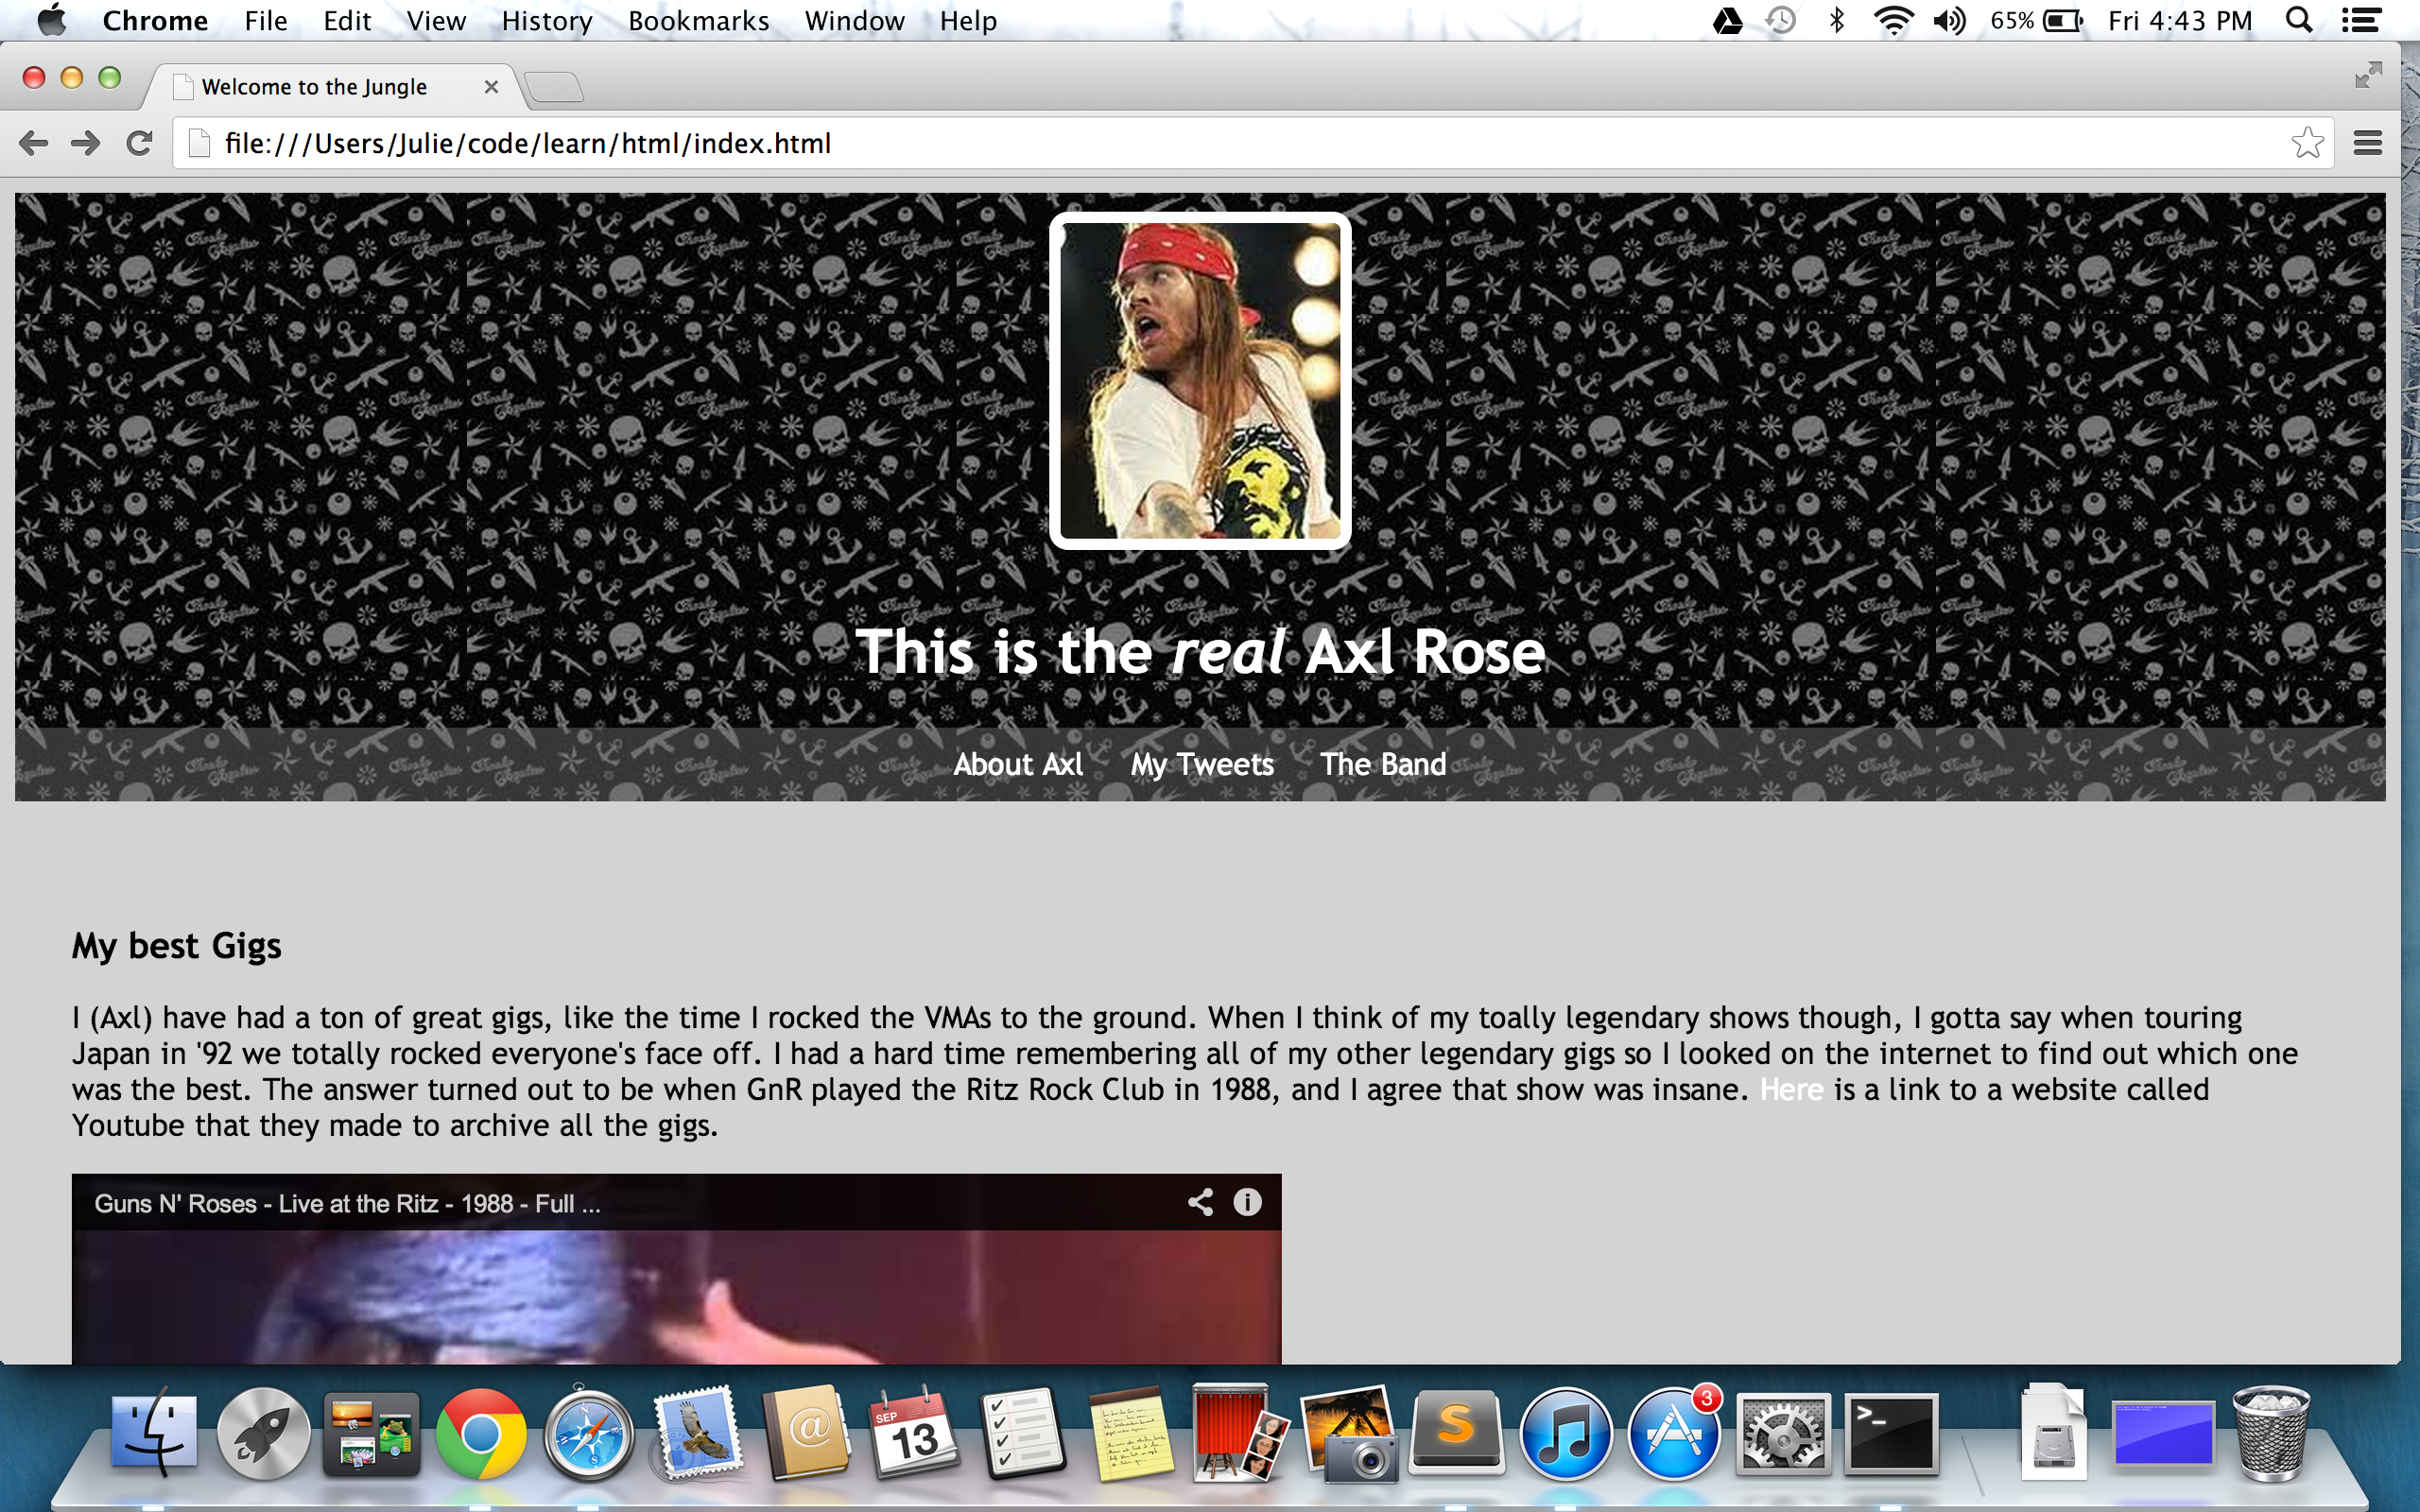 Chrome File Edit View History Bookmarks Window Help 65% Fri 4:43 PM
Welcome to the Jungle
file:///Users/Julie/code/learn/html/index.html
This is the real Axl Rose
About Axl My Tweets The Band
My best Gigs
I (Axl) have had a ton of great gigs, like the time I rocked the VMAs to the ground. When I think of my toally legendary shows though, I gotta say when touring
Japan in '92 we totally rocked everyone's face off. I had a hard time remembering all of my other legendary gigs so I looked on the internet to find out which one
was the best. The answer turned out to be when GnR played the Ritz Rock Club in 1988, and I agree that show was insane. Here is a link to a website called
Youtube that they made to archive all the gigs.
Guns N' Roses - Live at the Ritz - 1988 - Full ...
3
SEP
13